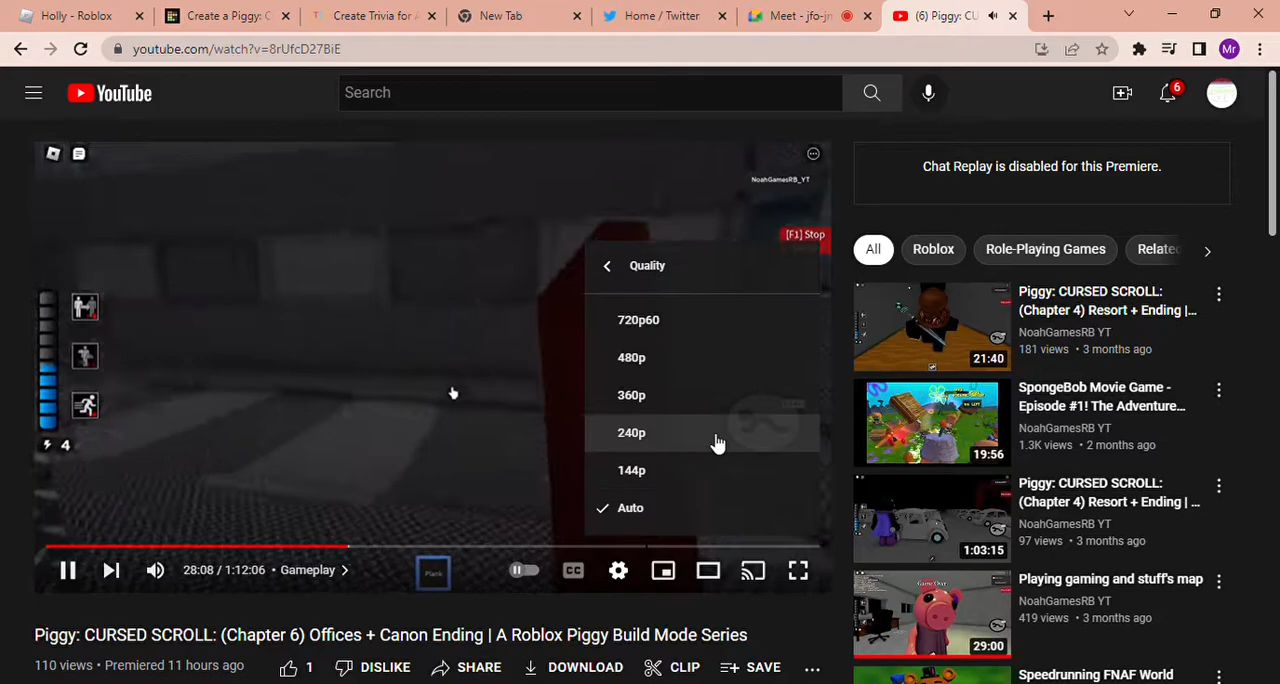 Holly - Roblox
Create a Piggy: C
Create Trivia for A
New Tab
Home / Twitter
Meet - jfo-jn
(6) Piggy: CU
youtube.com/watch?v=8rUfcD27BiE
Mr
YouTube
Search
6
NoahGamesRB_YT
[F1] Stop
Quality
720p60
480p
360p
240p
144p
Auto
4
Plank
28:08 / 1:12:06 • Gameplay
CC
Piggy: CURSED SCROLL: (Chapter 6) Offices + Canon Ending | A Roblox Piggy Build Mode Series
110 views • Premiered 11 hours ago
1
DISLIKE
SHARE
DOWNLOAD
CLIP
SAVE
Chat Replay is disabled for this Premiere.
All
Roblox
Role-Playing Games
Related
Piggy: CURSED SCROLL:
(Chapter 4) Resort + Ending |...
NoahGamesRB YT
181 views • 3 months ago
21:40
SpongeBob Movie Game -
Episode #1! The Adventure...
NoahGamesRB YT
1.3K views • 2 months ago
19:56
Piggy: CURSED SCROLL:
(Chapter 4) Resort + Ending | ...
NoahGamesRB YT
97 views • 3 months ago
1:03:15
Playing gaming and stuff's map
NoahGamesRB YT
419 views • 3 months ago
Game Over
29:00
Speedrunning FNAF World